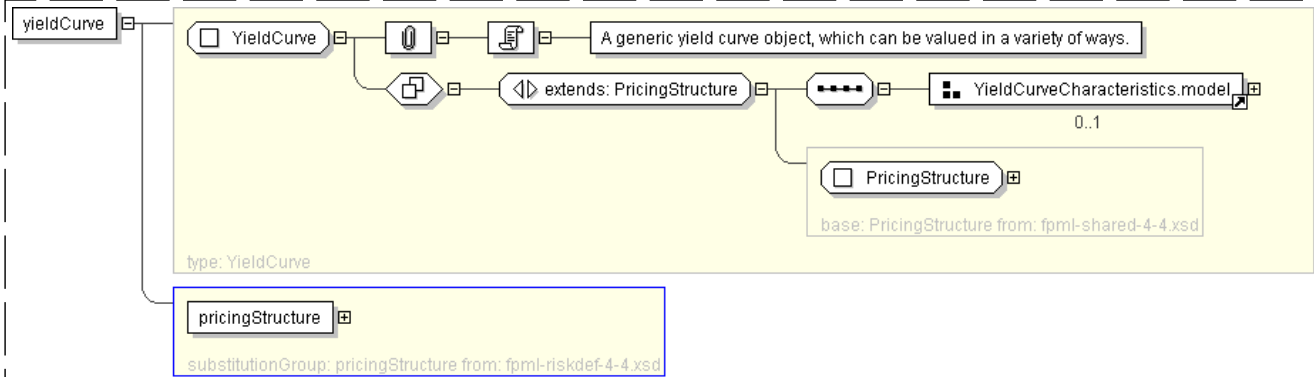 yieldCurve
YieldCurve
A generic yield curve object, which can be valued in a variety of ways.
extends: PricingStructure
YieldCurveCharacteristics.model
0..1
PricingStructure
base: PricingStructure from: fpml-shared-4-4.xsd
type: YieldCurve
pricingStructure
substitutionGroup: pricingStructure from: fpml-riskdef-4-4.xsd